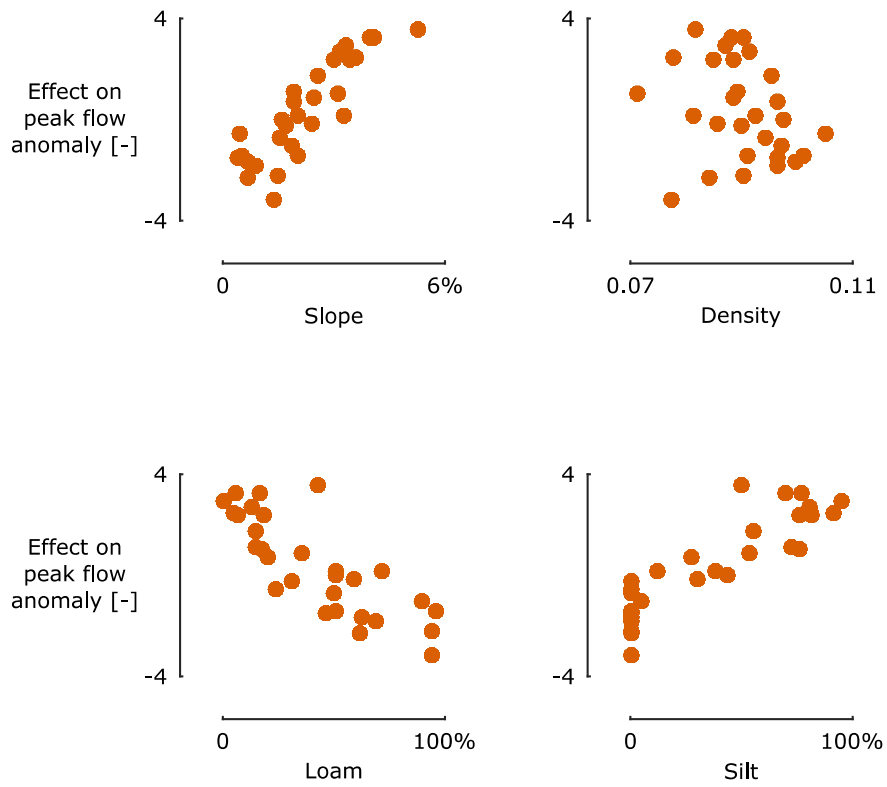 4
Effect on
peak flow
anomaly [-]
-4
0
6%
Slope
4
-4
0.07
0.11
Density
4
Effect on
peak flow
anomaly [-]
-4
0
100%
Loam
4
-4
0
100%
Silt